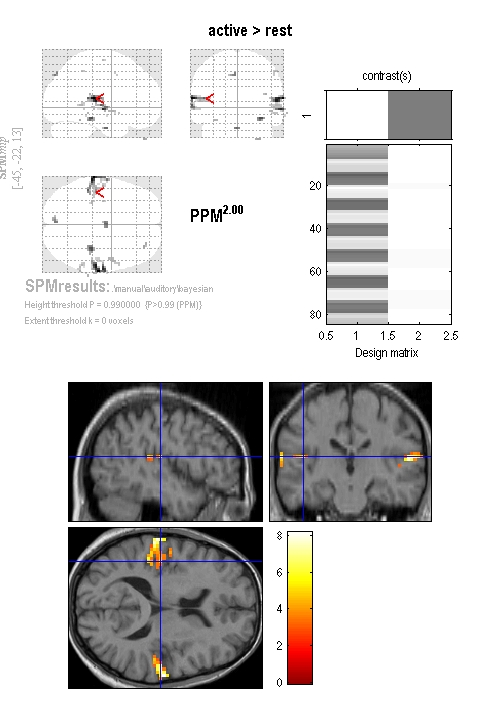 active > rest
contrast(s)
1
SPMmip
[-45, -22, 13]
PPM2.00
20
40
60
80
0.5 1 1.5 2 2.5
Design matrix
SPMresults: .\manual\auditory\bayesian
Height threshold P = 0.990000 {P>0.99 (PPM)}
Extent threshold k = 0 voxels
<
<
<
8
6
4
2
0